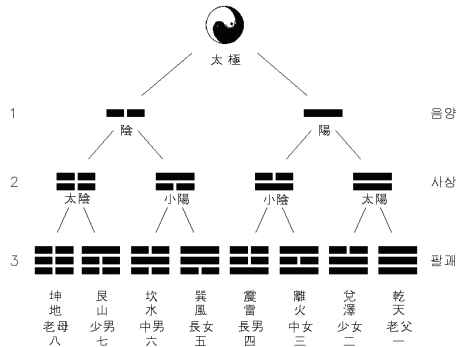 太極
1 陰 陽 음양
2 太陰 小陽 小陰 太陽 사상
3 팔괘
坤 艮 坎 巽 震 離 兌 乾
地 山 水 風 雷 火 澤 天
老母 少男 中男 長女 長男 中女 少女 老父
八 七 六 五 四 三 二 一